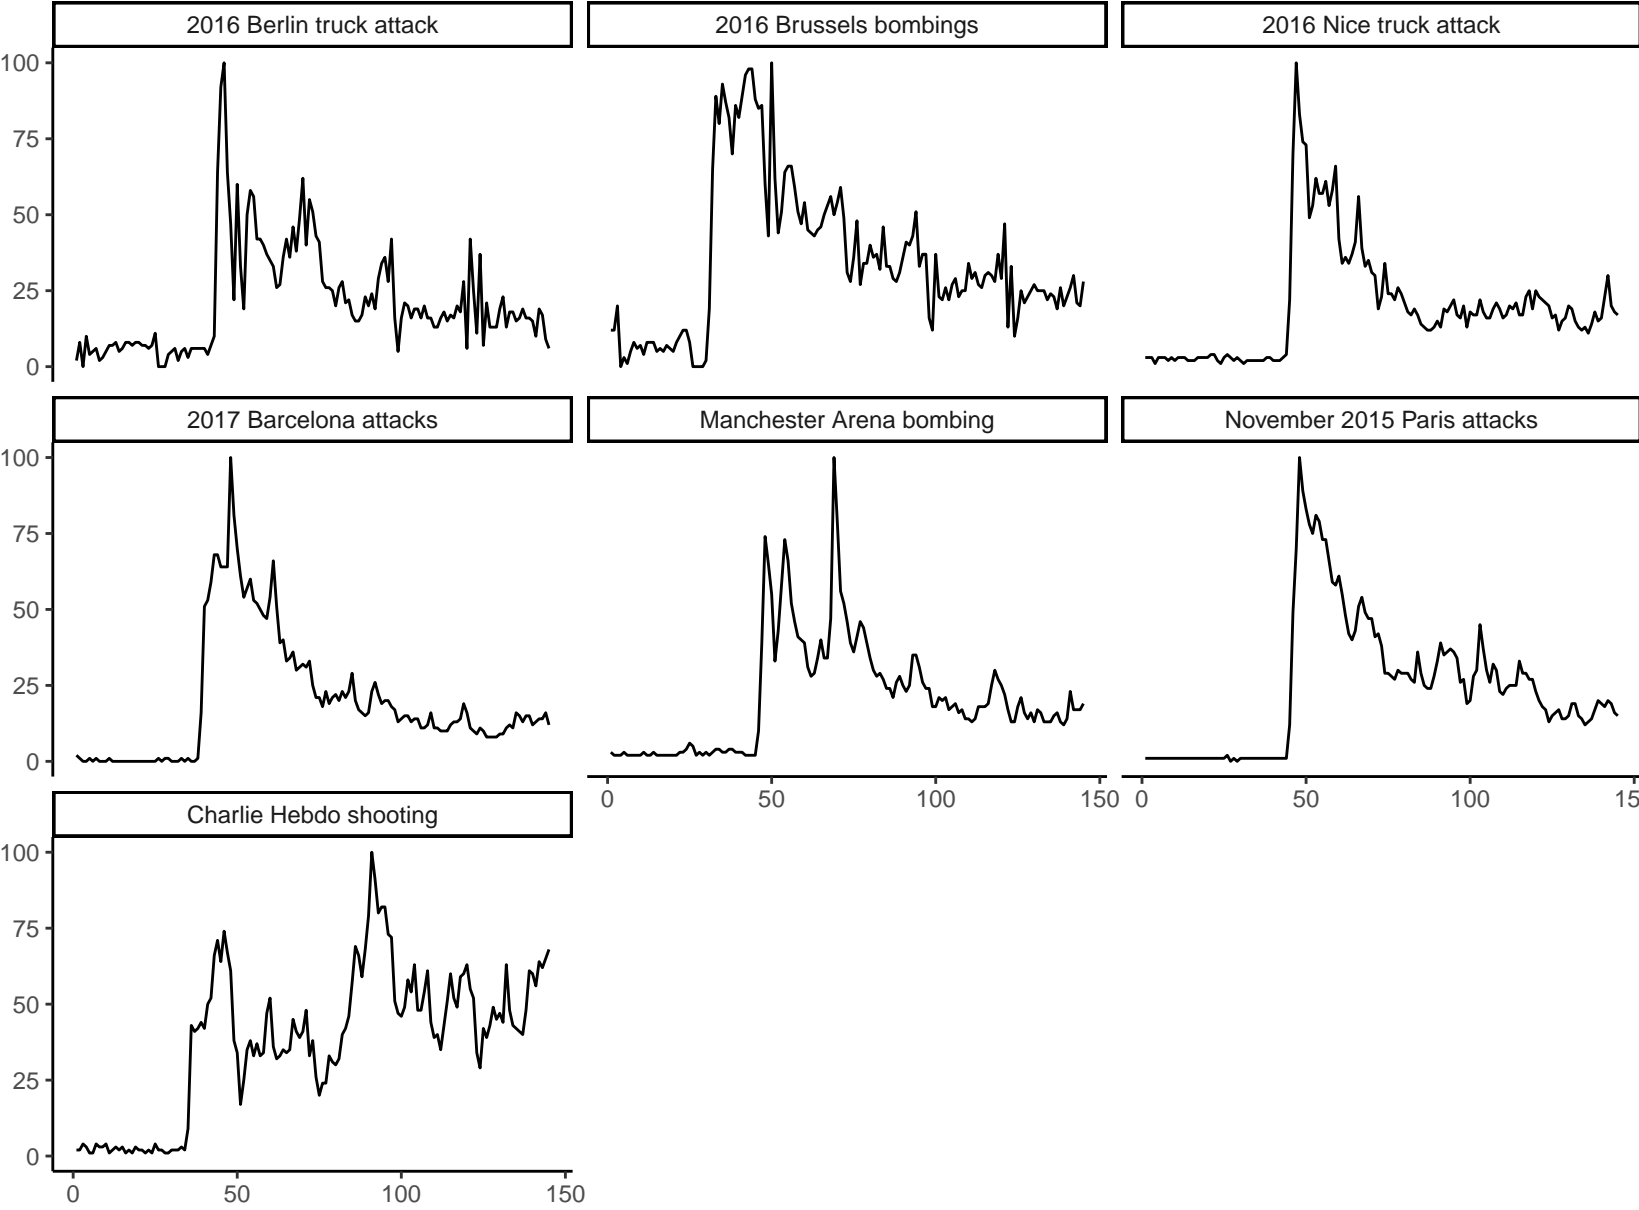 2016 Berlin truck attack
2016 Brussels bombings
2016 Nice truck attack
100
75
50
25
0
2017 Barcelona attacks
Manchester Arena bombing
November 2015 Paris attacks
100
75
50
25
0
0 50 100 150
0 50 100 15
Charlie Hebdo shooting
100
75
50
25
0
0 50 100 150